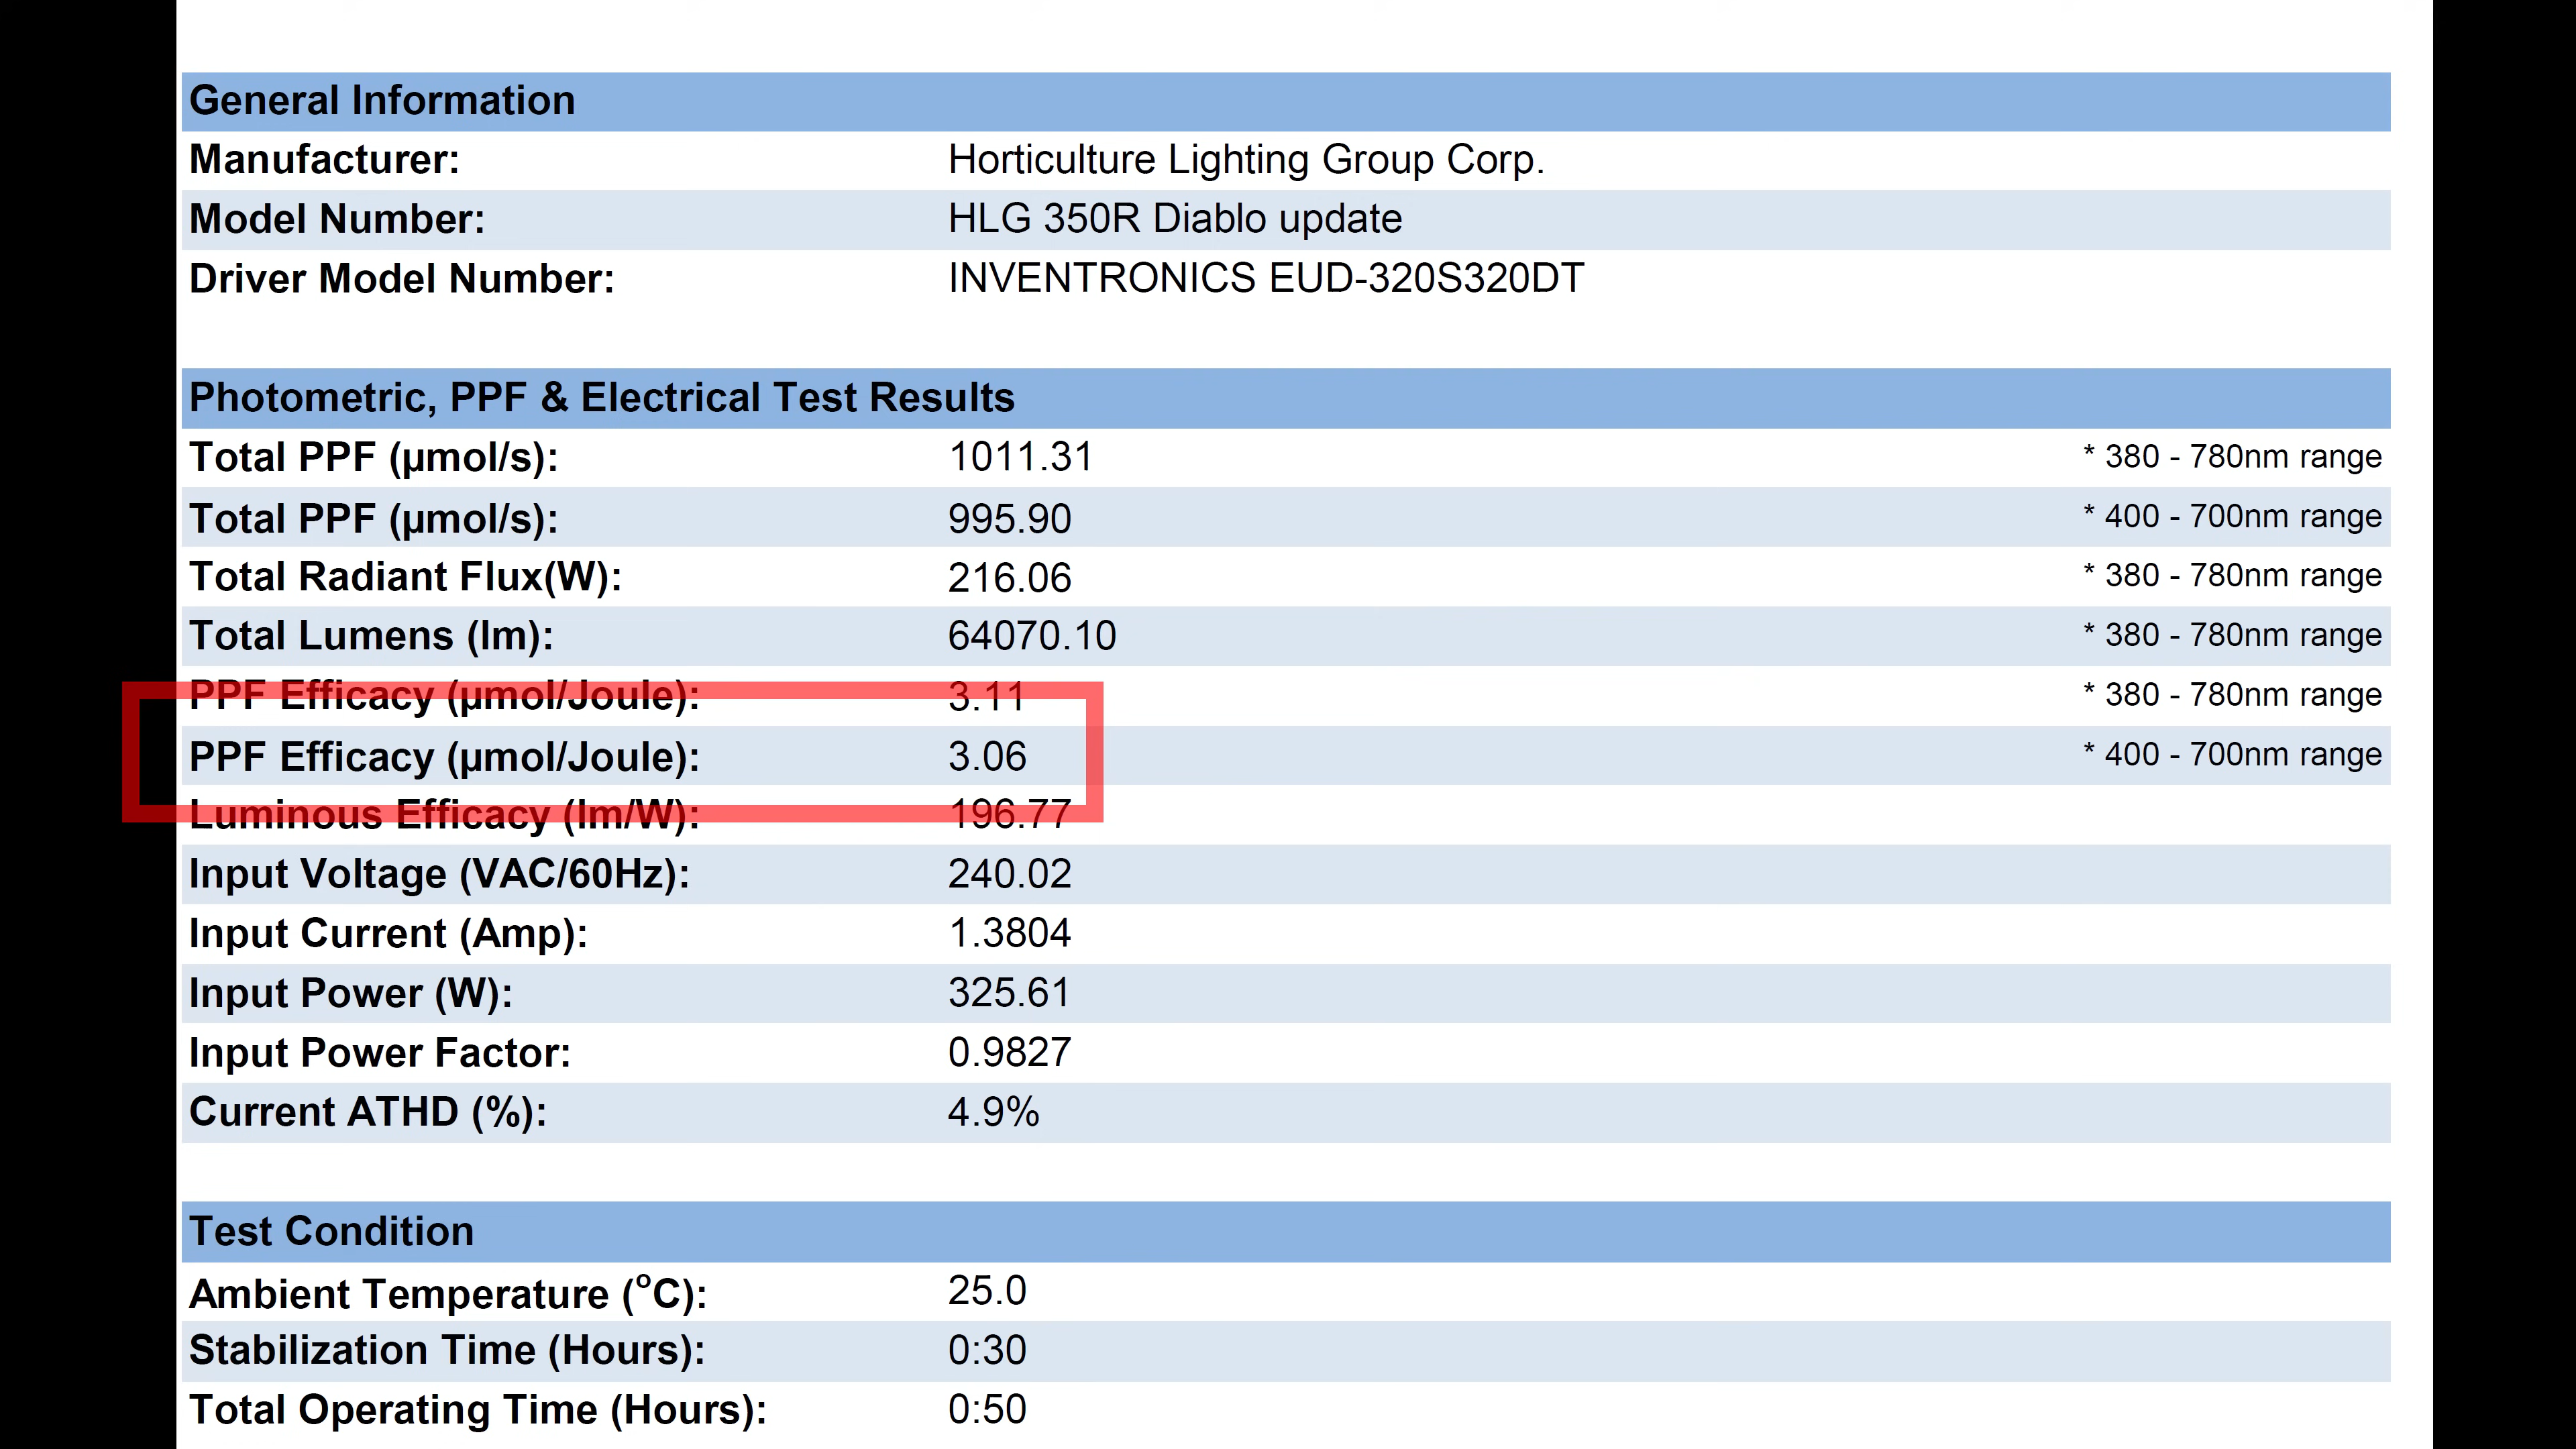 General Information
Manufacturer: Horticulture Lighting Group Corp.
Model Number: HLG 350R Diablo update
Driver Model Number: INVENTRONICS EUD-320S320DT
Photometric, PPF & Electrical Test Results
Total PPF (µmol/s): 1011.31 * 380 - 780nm range
Total PPF (µmol/s): 995.90 * 400 - 700nm range
Total Radiant Flux(W): 216.06 * 380 - 780nm range
Total Lumens (lm): 64070.10 * 380 - 780nm range
PPF Efficacy (µmol/Joule): 3.11 * 380 - 780nm range
PPF Efficacy (µmol/Joule): 3.06 * 400 - 700nm range
Luminous Efficacy (lm/W): 196.77
Input Voltage (VAC/60Hz): 240.02
Input Current (Amp): 1.3804
Input Power (W): 325.61
Input Power Factor: 0.9827
Current ATHD (%): 4.9%
Test Condition
Ambient Temperature (°C): 25.0
Stabilization Time (Hours): 0:30
Total Operating Time (Hours): 0:50